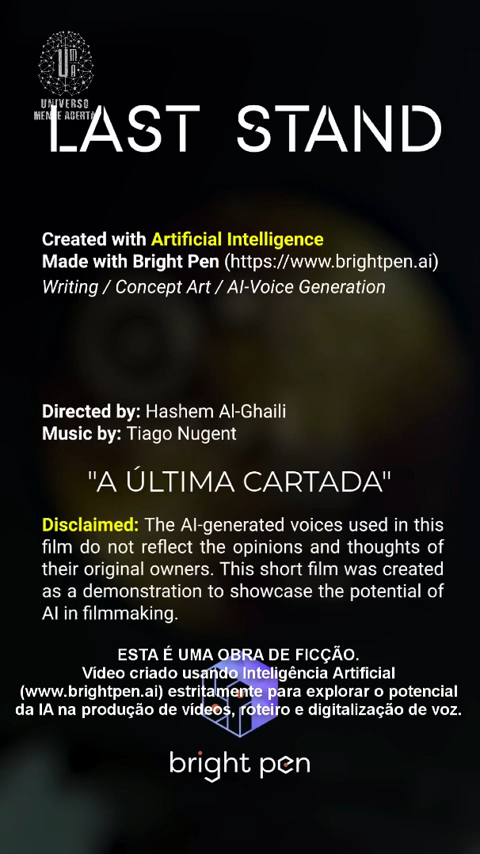 UMA
UNIVERSO
MENTE ABERTA
LAST STAND
Created with Artificial Intelligence
Made with Bright Pen (https://www.brightpen.ai)
Writing / Concept Art / AI-Voice Generation
Directed by: Hashem Al-Ghaili
Music by: Tiago Nugent
"A ÚLTIMA CARTADA"
Disclaimed: The AI-generated voices used in this
film do not reflect the opinions and thoughts of
their original owners. This short film was created
as a demonstration to showcase the potential of
AI in filmmaking.
ESTA É UMA OBRA DE FICÇÃO.
Vídeo criado usando Inteligência Artificial
(www.brightpen.ai) estritamente para explorar o potencial
da IA na produção de vídeos, róteiro e digitalização de voz.
bright pen